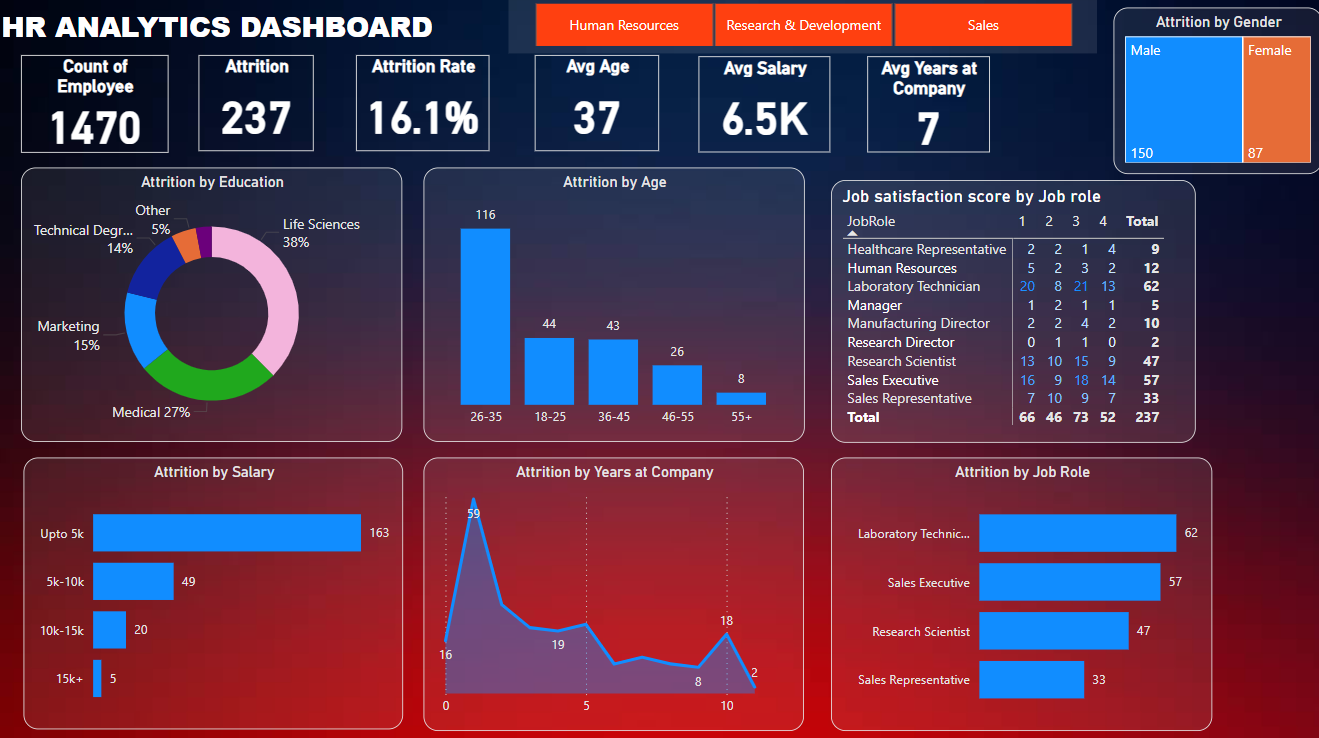 HR ANALYTICS DASHBOARD
Human Resources
Research & Development
Sales
Count of
Employee
1470
Attrition
237
Attrition Rate
16.1%
Avg Age
37
Avg Salary
6.5K
Avg Years at
Company
7
Attrition by Gender
Male
Female
150
87
Attrition by Education
Other
5%
Technical Degr...
14%
Life Sciences
38%
Marketing
15%
Medical 27%
Attrition by Age
116
44
43
26
8
26-35
18-25
36-45
46-55
55+
Job satisfaction score by Job role
JobRole 1 2 3 4 Total
Healthcare Representative 2 2 1 4 9
Human Resources 5 2 3 2 12
Laboratory Technician 20 8 21 13 62
Manager 1 2 1 1 5
Manufacturing Director 2 2 4 2 10
Research Director 0 1 1 0 2
Research Scientist 13 10 15 9 47
Sales Executive 16 9 18 14 57
Sales Representative 7 10 9 7 33
Total 66 46 73 52 237
Attrition by Salary
Upto 5k 163
5k-10k 49
10k-15k 20
15k+ 5
Attrition by Years at Company
59
16
19
8
18
2
0
5
10
Attrition by Job Role
Laboratory Technic... 62
Sales Executive 57
Research Scientist 47
Sales Representative 33